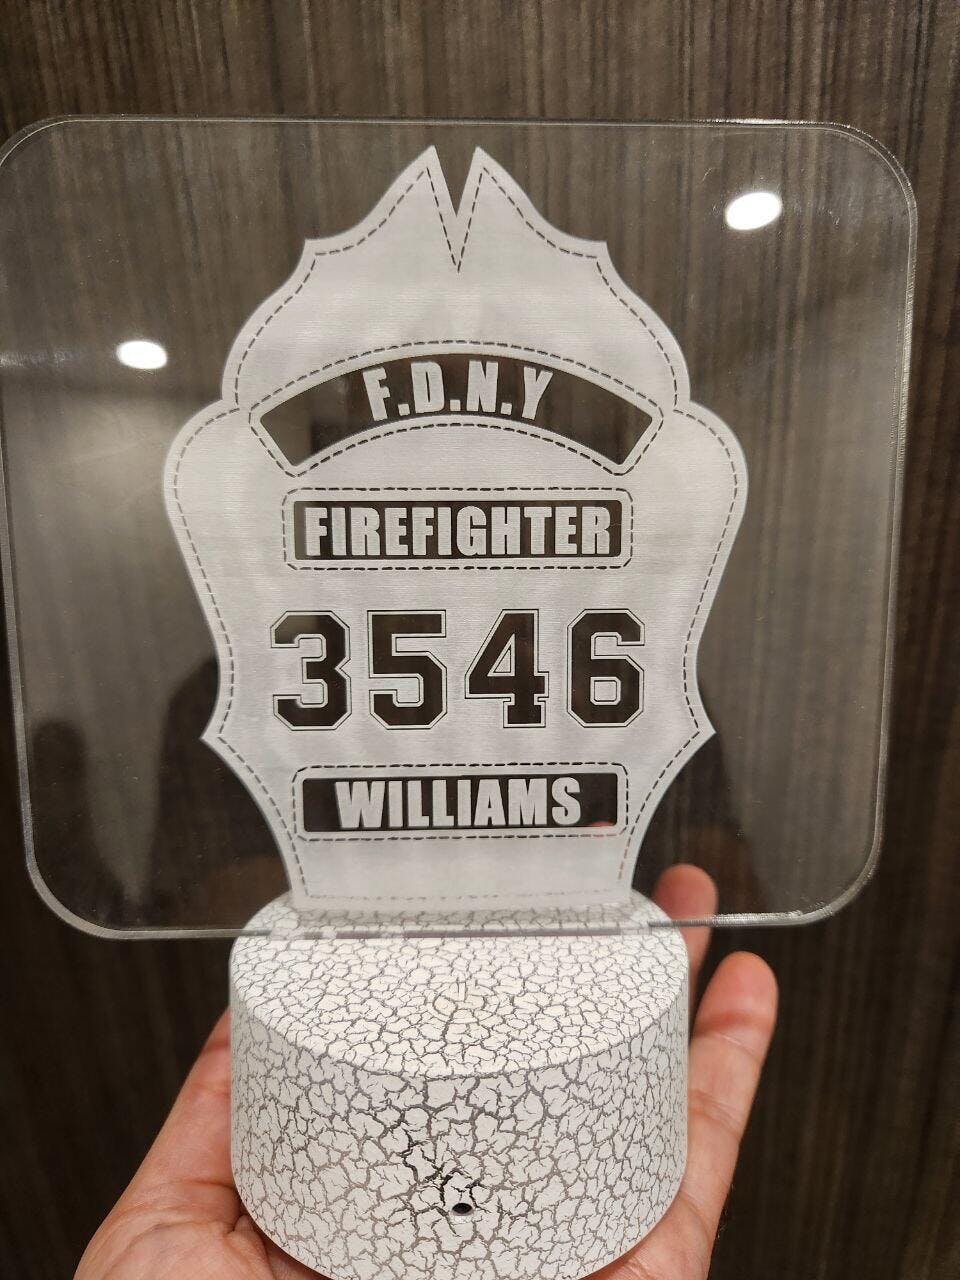 F.D.N.Y
FIREFIGHTER
3546
WILLIAMS